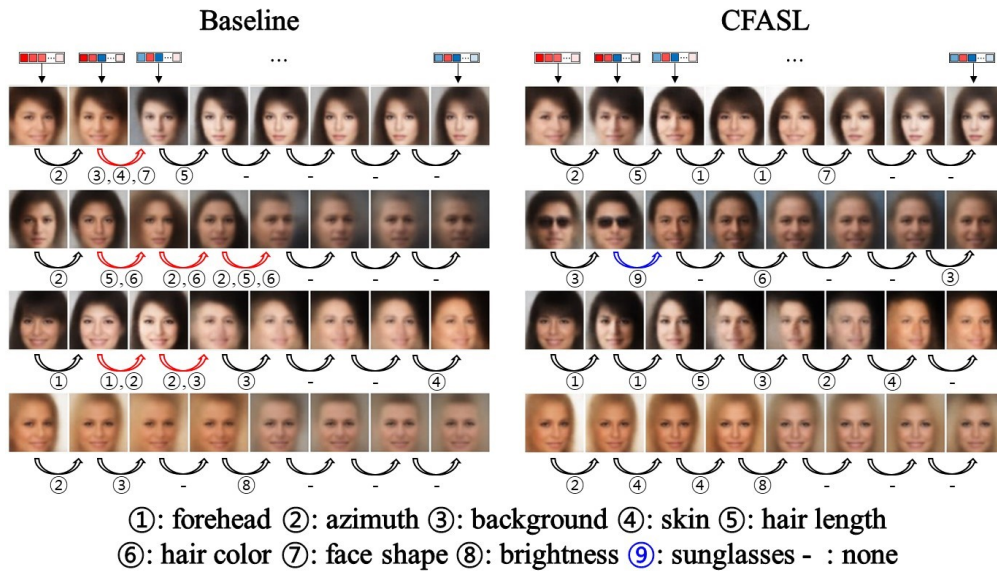 Baseline CFASL
... ...
② ③,④,⑦ ⑤ - - - - ② ⑤ ① ① ⑦ - -
② ⑤,⑥ ②,⑥ ②,⑤,⑥ - - - ③ ⑨ - ⑥ - - ③
① ①,② ②,③ ③ - - ④ ① ① ⑤ ③ ② ④ -
② ③ - ⑧ - - - ② ④ ④ ⑧ - - -
①: forehead ②: azimuth ③: background ④: skin ⑤: hair length
⑥: hair color ⑦: face shape ⑧: brightness ⑨: sunglasses - : none